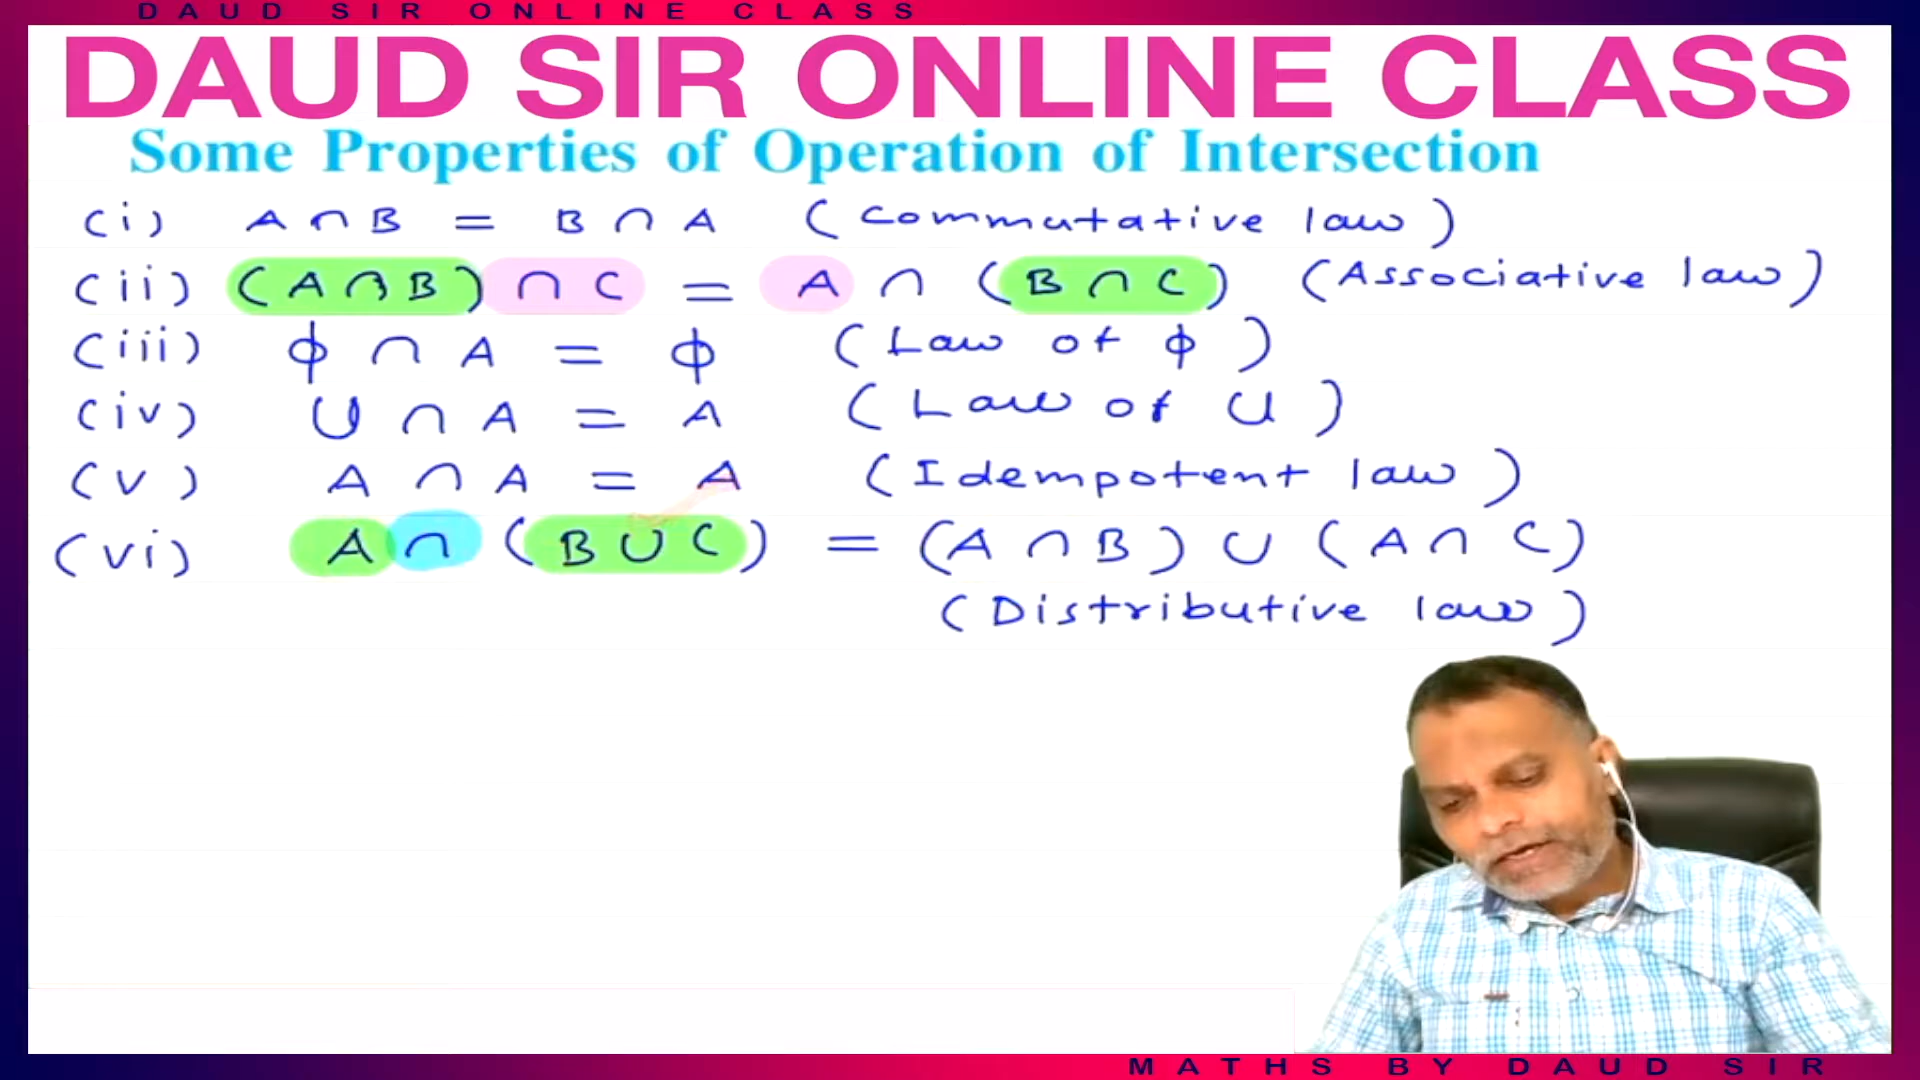 DAUD SIR ONLINE CLASS
DAUD SIR ONLINE CLASS
Some Properties of Operation of Intersection
(i) A ∩ B = B ∩ A (Commutative law)
(ii) (A ∩ B) ∩ C = A ∩ (B ∩ C) (Associative law)
(iii) ϕ ∩ A = ϕ (Law of ϕ)
(iv) U ∩ A = A (Law of U)
(v) A ∩ A = A (Idempotent law)
(vi) A ∩ (B ∪ C) = (A ∩ B) ∪ (A ∩ C)
(Distributive law)
MATHS BY DAUD SIR